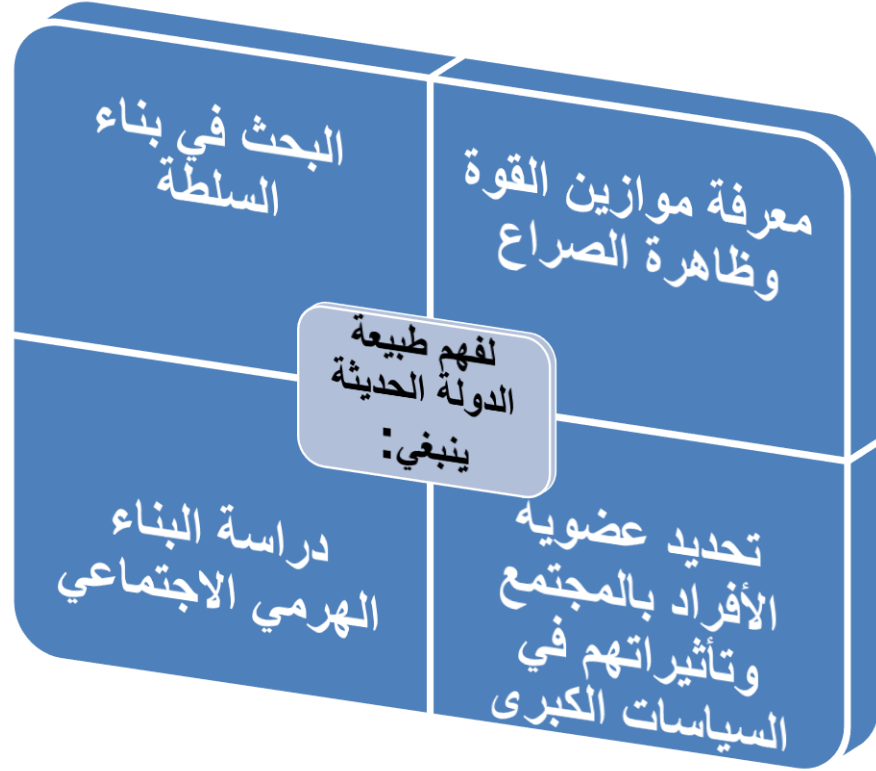 معرفة موازين القوة
وظاهرة الصراع
البحث في بناء
السلطة
لفهم طبيعة
الدولة الحديثة
ينبغي:
تحديد عضوية
الأفراد بالمجتمع
وتأثيراتهم في
السياسات الكبرى
دراسة البناء
الهرمي الاجتماعي